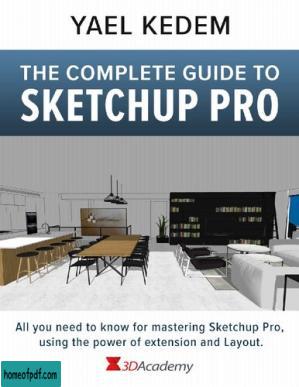 YAEL KEDEM
THE COMPLETE GUIDE TO
SKETCHUP PRO
All you need to know for mastering Sketchup Pro,
using the power of extension and Layout.
3DAcademy
homeofpdf.com